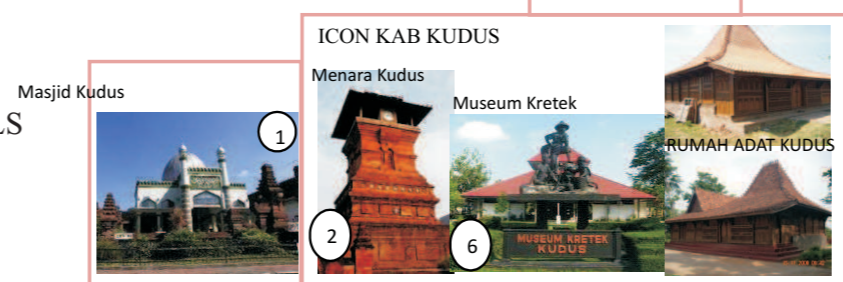 ICON KAB KUDUS
Masjid Kudus
LS
Menara Kudus
Museum Kretek
RUMAH ADAT KUDUS
1
2
6
MUSEUM KRETEK
KUDUS